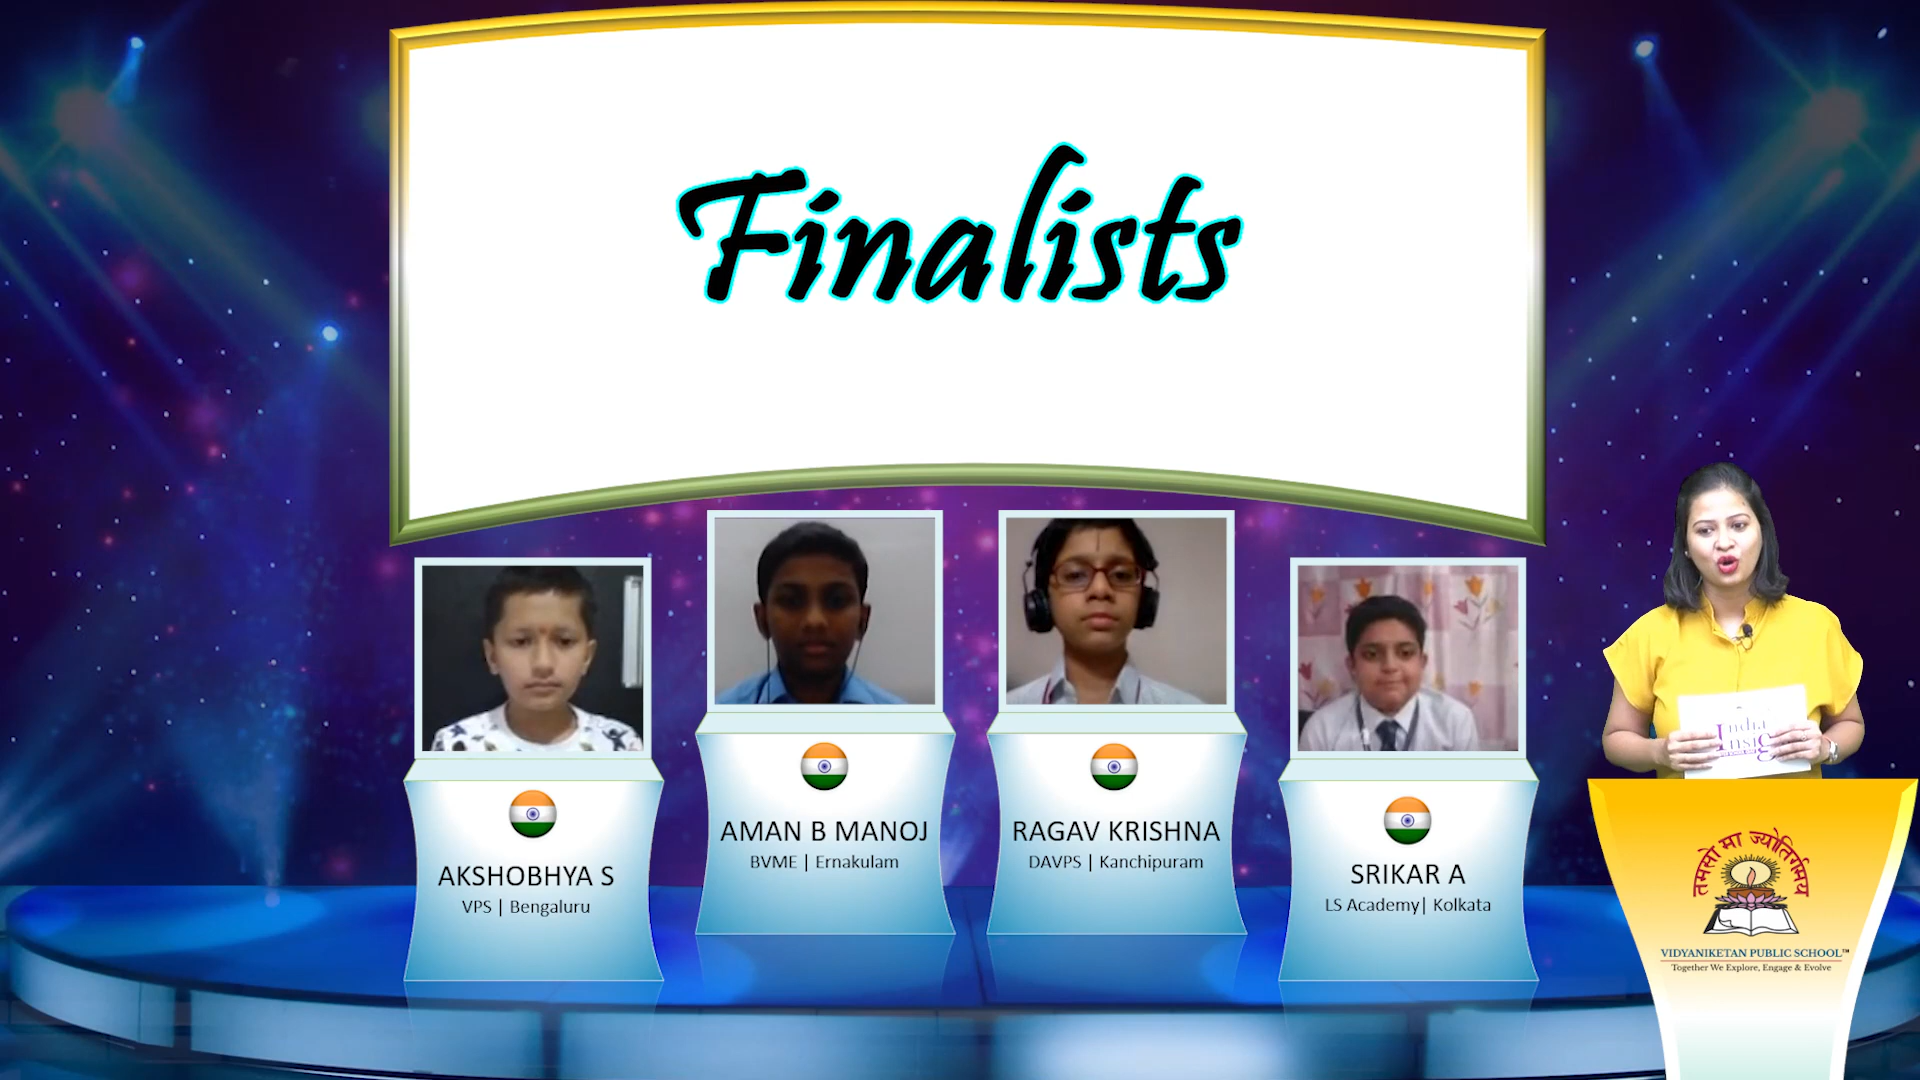 Finalists
AKSHOBHYA S
VPS | Bengaluru
AMAN B MANOJ
BVME | Ernakulam
RAGAV KRISHNA
DAVPS | Kanchipuram
SRIKAR A
LS Academy| Kolkata
India
तमसो मा ज्योतिर्गमय
VIDYANIKETAN PUBLIC SCHOOL™
Together We Explore, Engage & Evolve